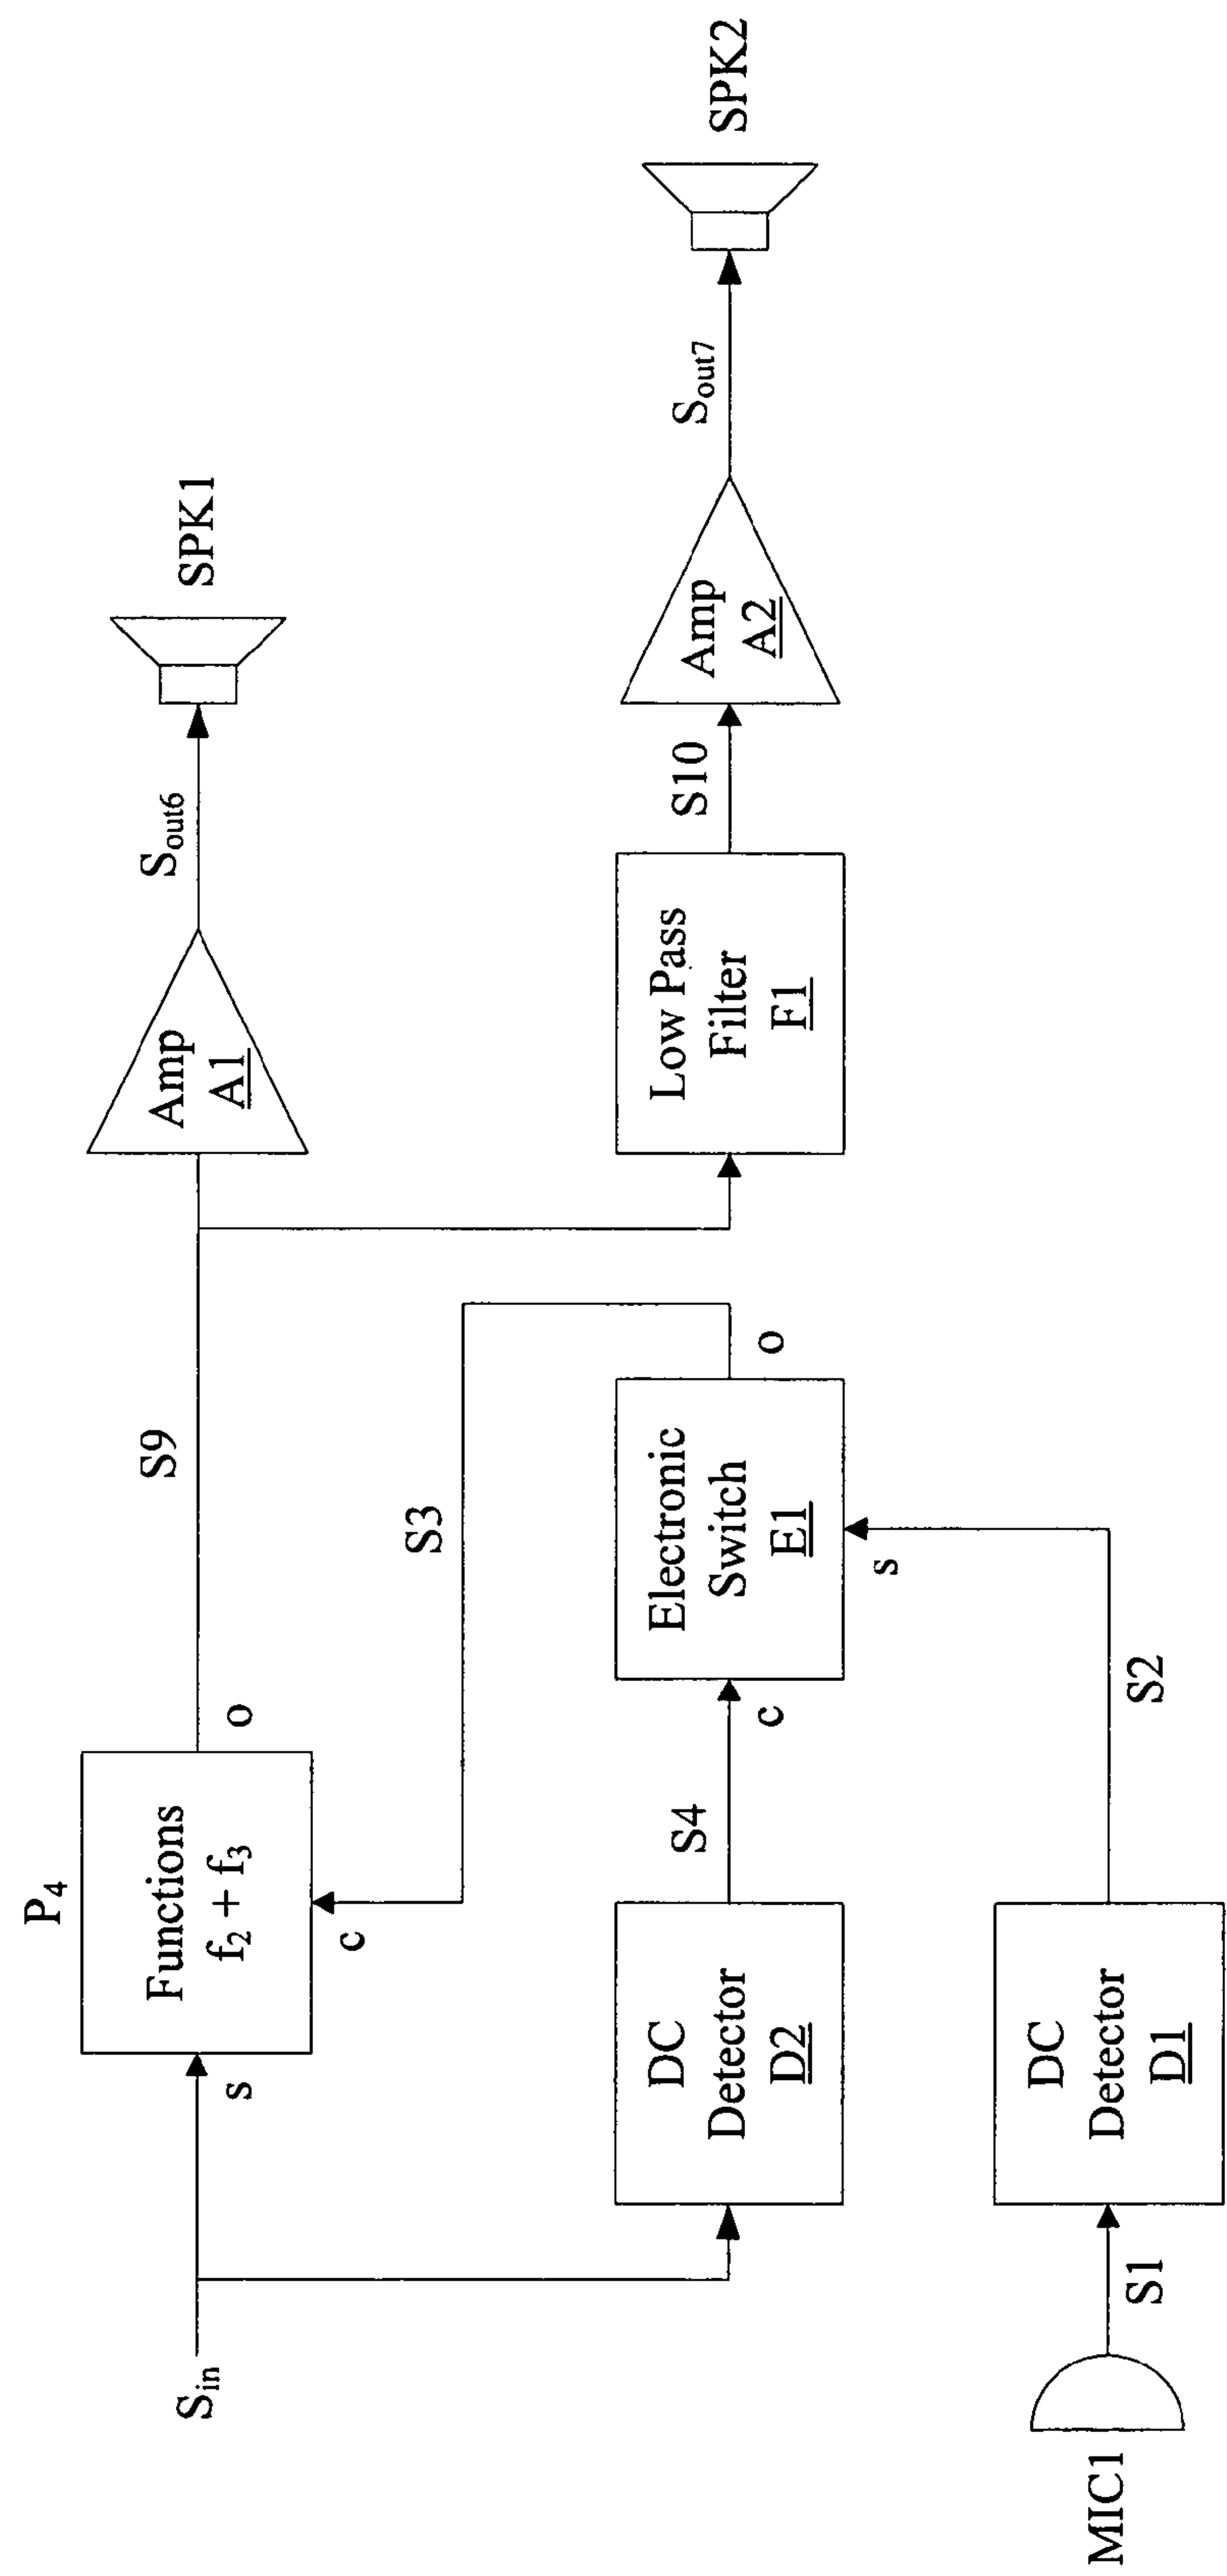 P4
Functions
f2 + f3
s
o
c
Sin
S9
Amp
A1
Sout6
SPK1
S3
DC
Detector
D2
S4
c
Electronic
Switch
E1
o
s
Low Pass
Filter
F1
S10
Amp
A2
Sout7
SPK2
MIC1
S1
DC
Detector
D1
S2